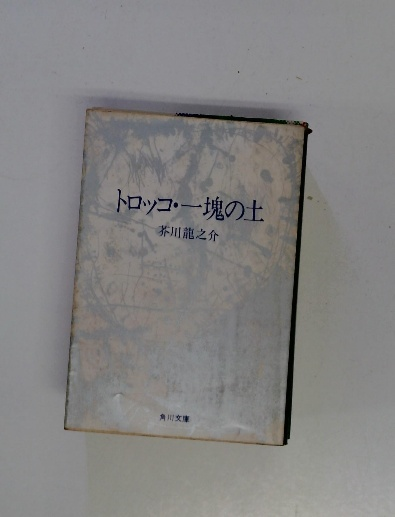 トロッコ・一塊の土
芥川龍之介
角川文庫